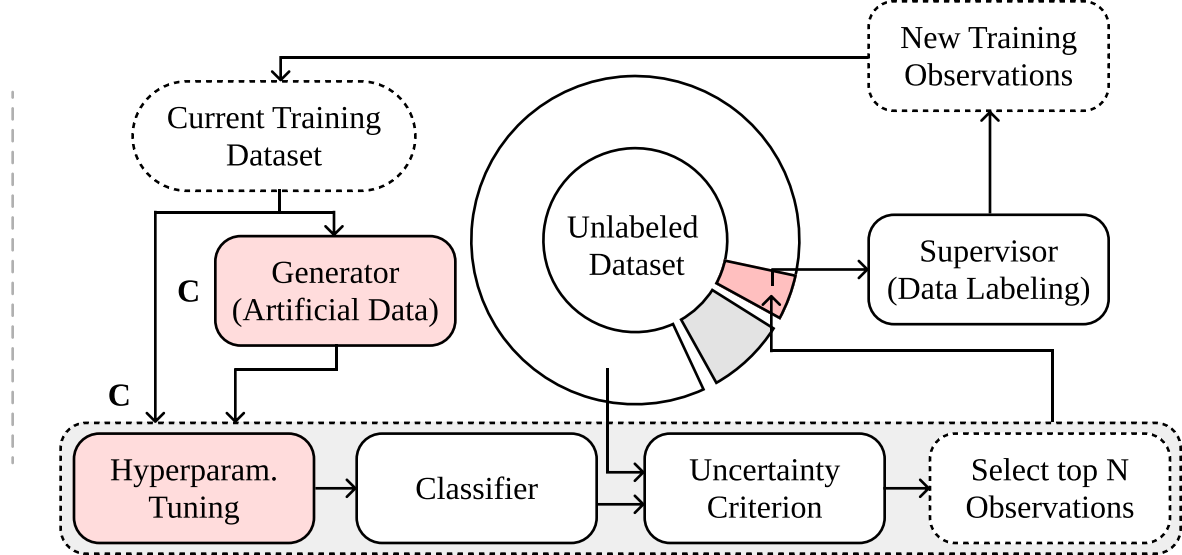 New Training
Observations
Current Training
Dataset
Unlabeled
Dataset
Supervisor
(Data Labeling)
C
Generator
(Artificial Data)
C
Hyperparam.
Tuning
Classifier
Uncertainty
Criterion
Select top N
Observations